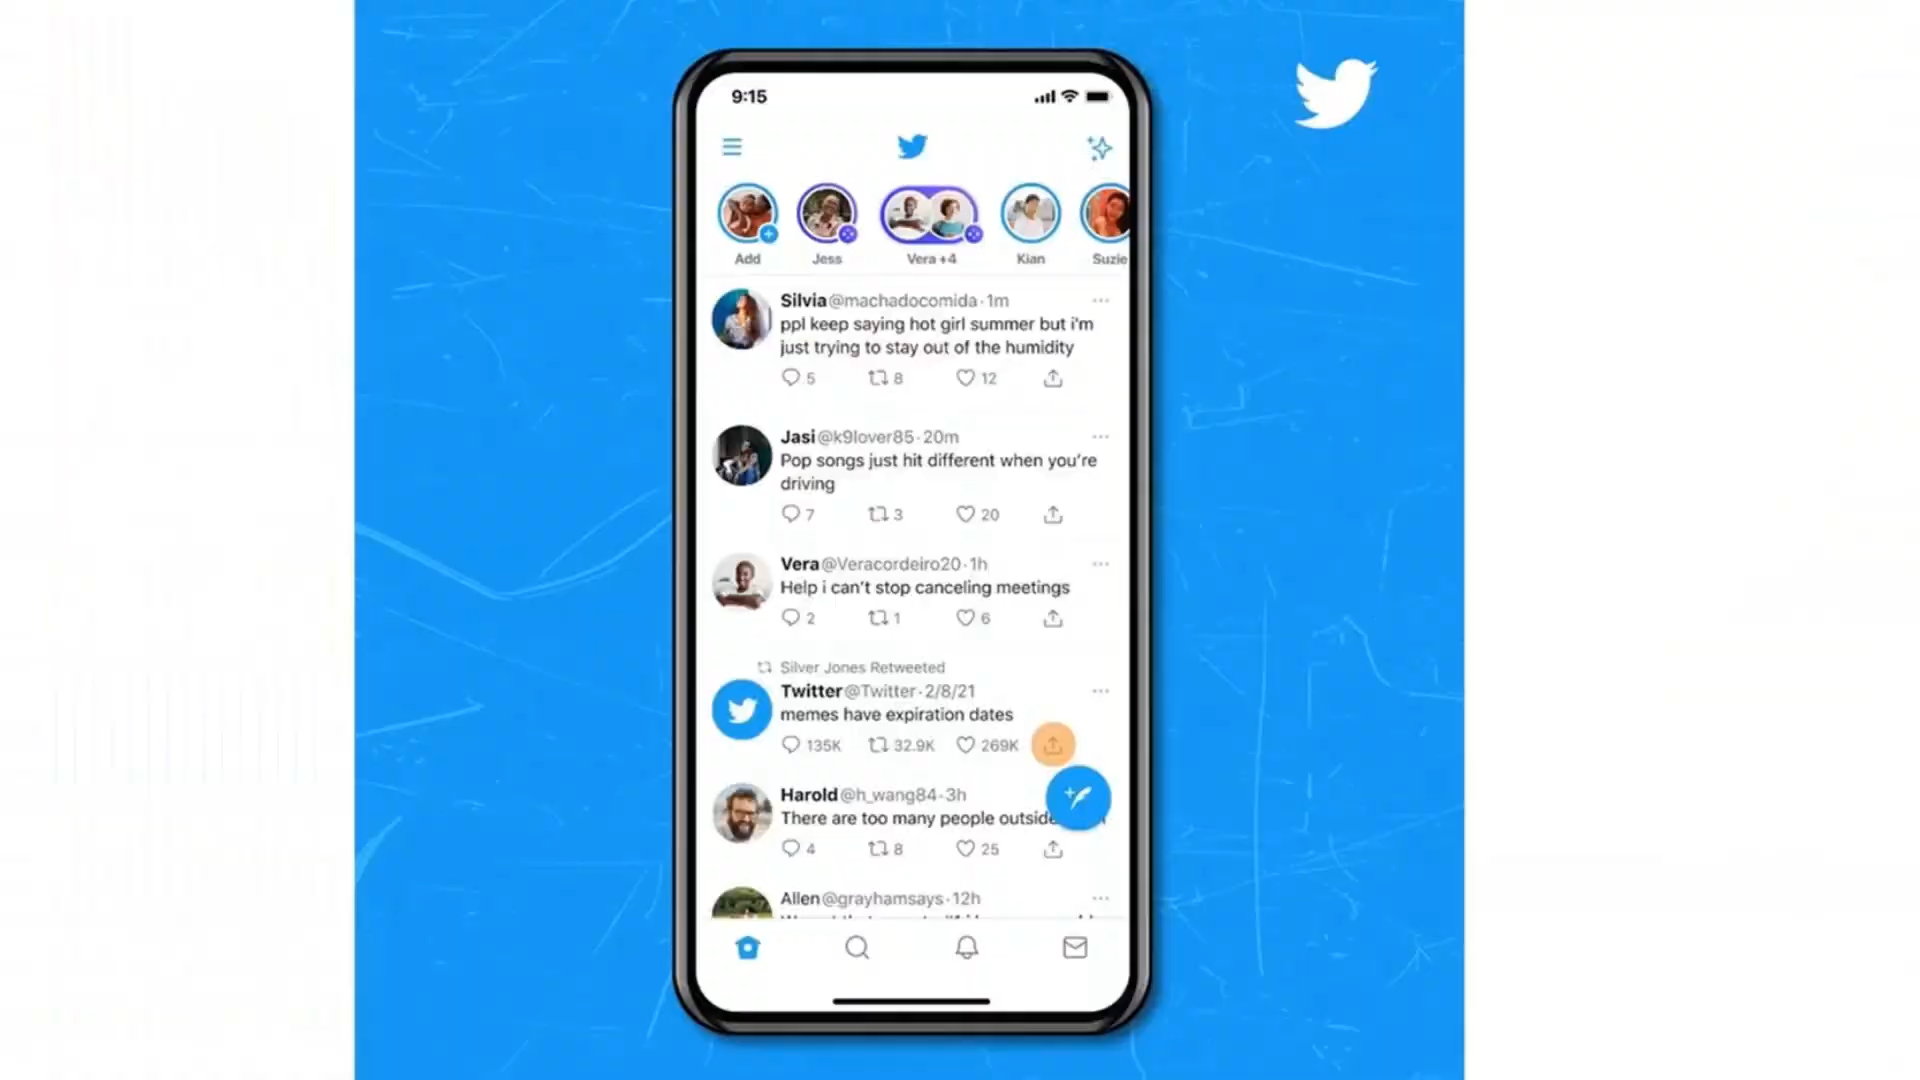 9:15
Add
Jess
Vera +4
Kian
Suzie
Silvia @machadocomida · 1m
ppl keep saying hot girl summer but i'm
just trying to stay out of the humidity
5 8 12
Jasi @k9lover85 · 20m
Pop songs just hit different when you're
driving
7 3 20
Vera @Veracordeiro20 · 1h
Help i can't stop canceling meetings
2 1 6
Silver Jones Retweeted
Twitter @Twitter · 2/8/21
memes have expiration dates
135K 32.9K 269K
Harold @h_wang84 · 3h
There are too many people outside
4 8 25
Allen @grayhamsays · 12h